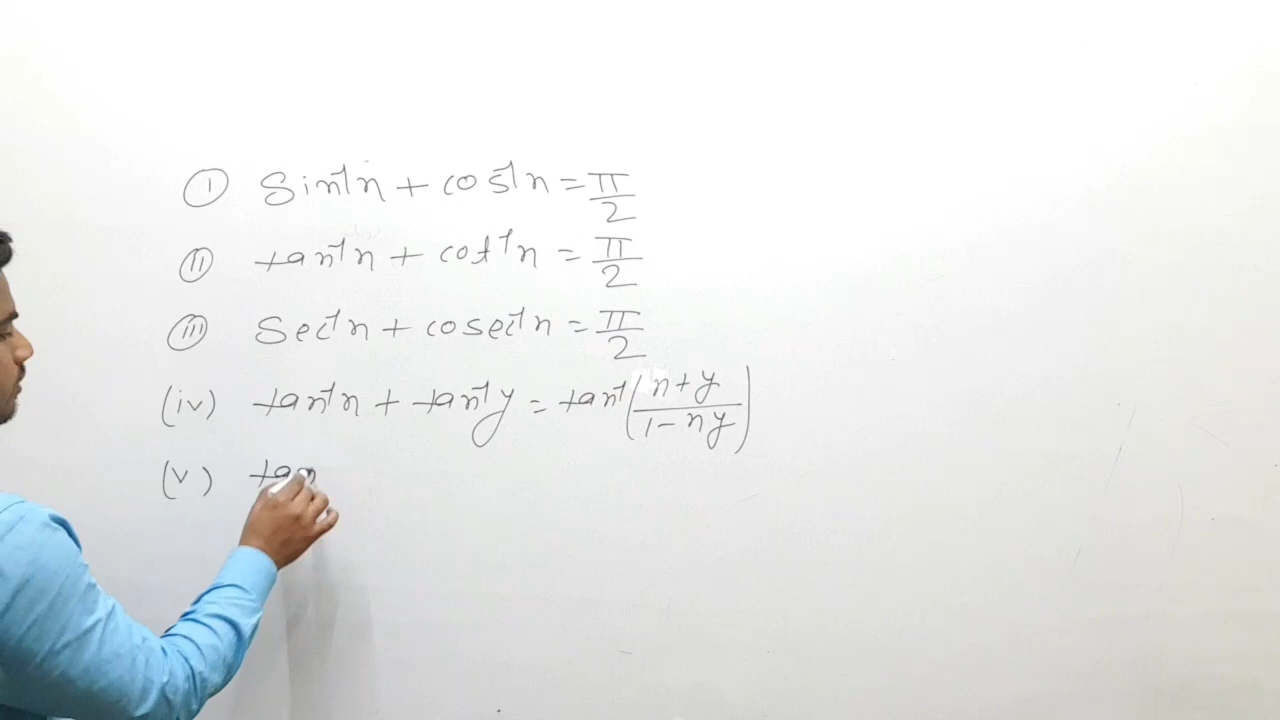 (I) sin⁻¹x + cos⁻¹x = π/2
(II) tan⁻¹x + cot⁻¹x = π/2
(III) sec⁻¹x + cosec⁻¹x = π/2
(iv) tan⁻¹x + tan⁻¹y = tan⁻¹((x+y)/(1-xy))
(v) tan